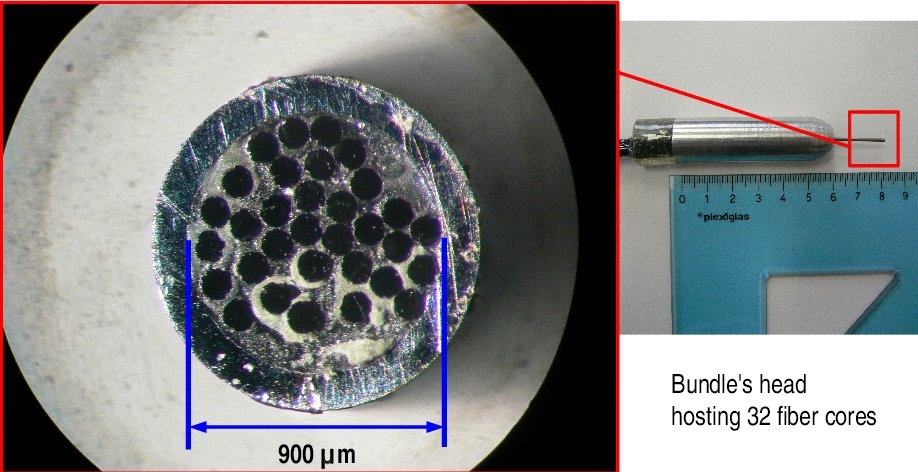 900 µm
0 1 2 3 4 5 6 7 8 9
®plexiglas
Bundle's head
hosting 32 fiber cores